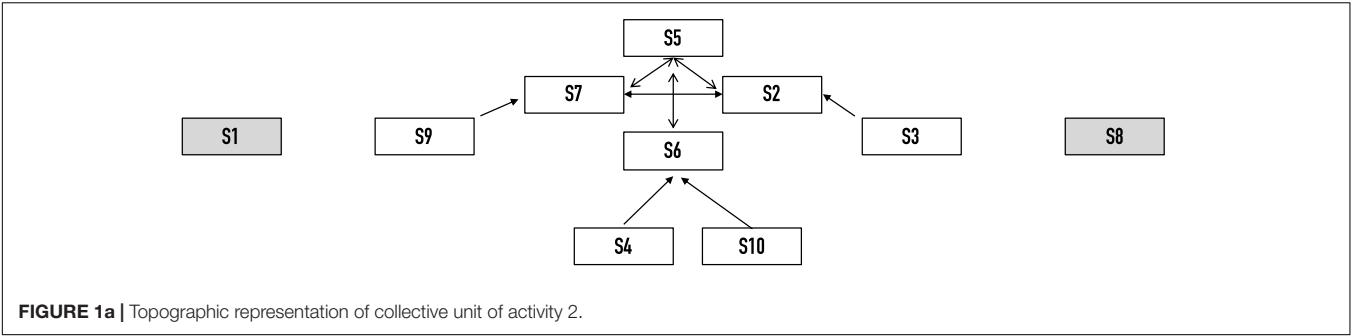 S5
S7
S2
S1
S9
S6
S3
S8
S4
S10
FIGURE 1a | Topographic representation of collective unit of activity 2.